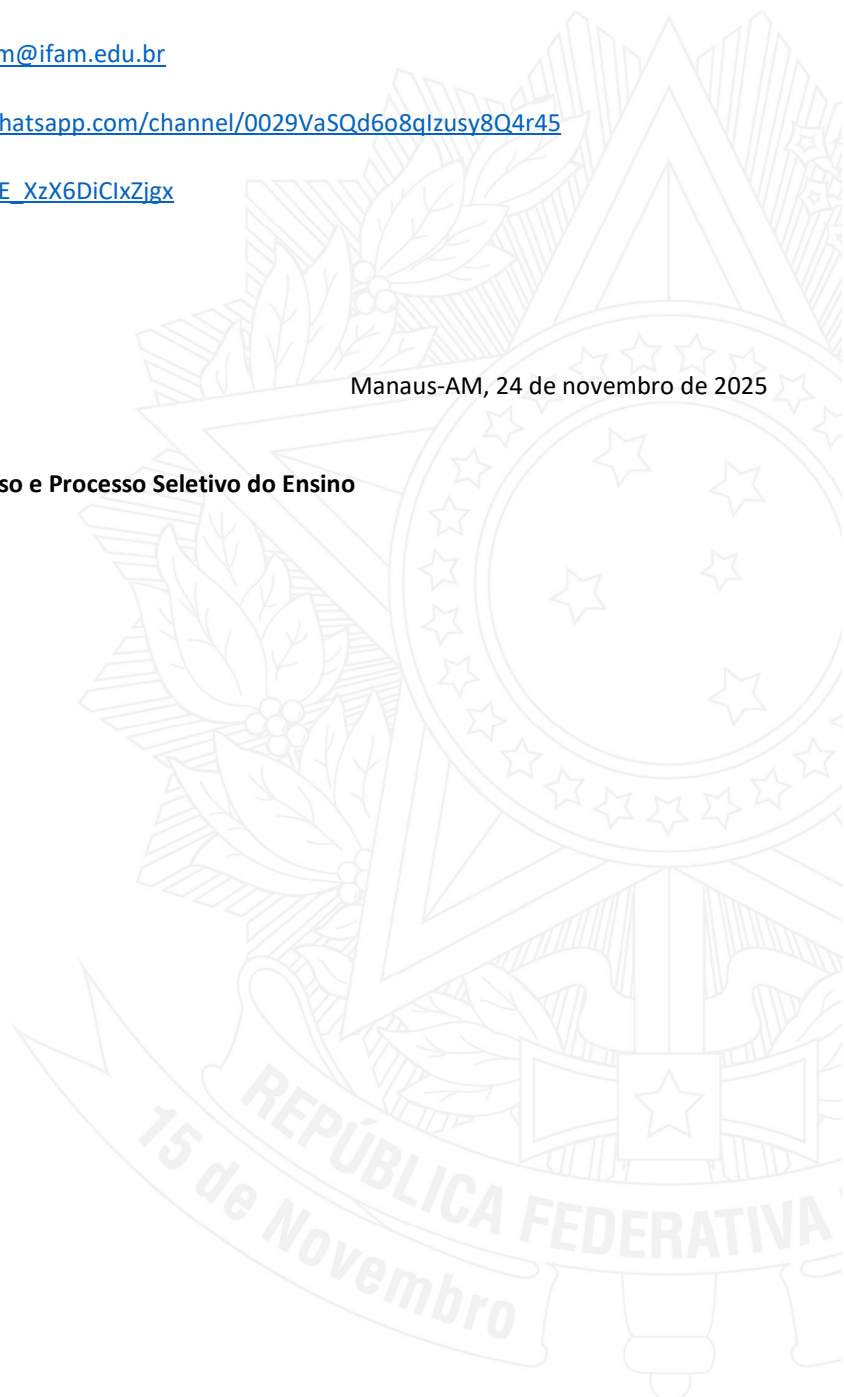 m@ifam.edu.br
hatsapp.com/channel/0029VaSQd6o8qIzusy8Q4r45
E_XzX6DiCIxZjgx
Manaus-AM, 24 de novembro de 2025
so e Processo Seletivo do Ensino
REPÚBLICA FEDERATIVA
15 de Novembro